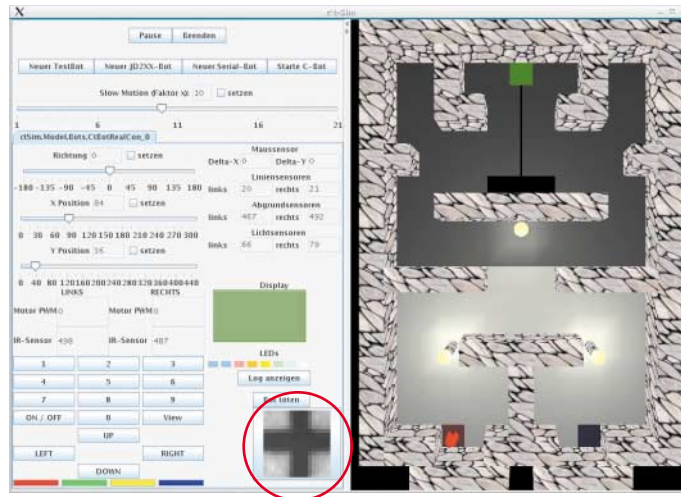 ct-Sim
Pause Beenden
Neuer TestBot Neuer JD2XX-Bot Neuer Serial-Bot Starte C-Bot
Slow Motion (Faktor x): 10 setzen
1 6 11 16 21
ctSim.Model.Bots.CtBotRealCon_0
Richtung 0 setzen
-180 -135 -90 -45 0 45 90 135 180
X Position 84 setzen
0 30 60 90 120 150 180 210 240 270 300
Y Position 36 setzen
0 40 80 120 160 200 240 280 320 360 400 440
Maussensor
Delta-X 0 Delta-Y 0
Liniensensoren
links 20 rechts 21
Abgrundsensoren
links 487 rechts 492
Lichtsensoren
links 66 rechts 79
LINKS RECHTS
Motor PWM 0 Motor PWM 0
IR-Sensor 498 IR-Sensor 487
Display
LEDs
Log anzeigen
Bot töten
1 2 3
4 5 6
7 8 9
ON / OFF 0 View
UP
LEFT RIGHT
DOWN